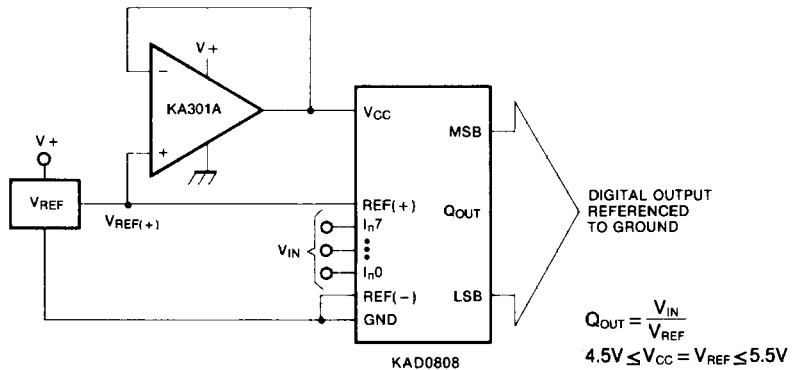 V+
KA301A
−
+
V+
VREF
VREF(+)
VCC
REF(+)
In7
VIN
In0
REF(−)
GND
MSB
QOUT
LSB
KAD0808
DIGITAL OUTPUT
REFERENCED
TO GROUND
QOUT = VIN / VREF
4.5V ≤ VCC = VREF ≤ 5.5V